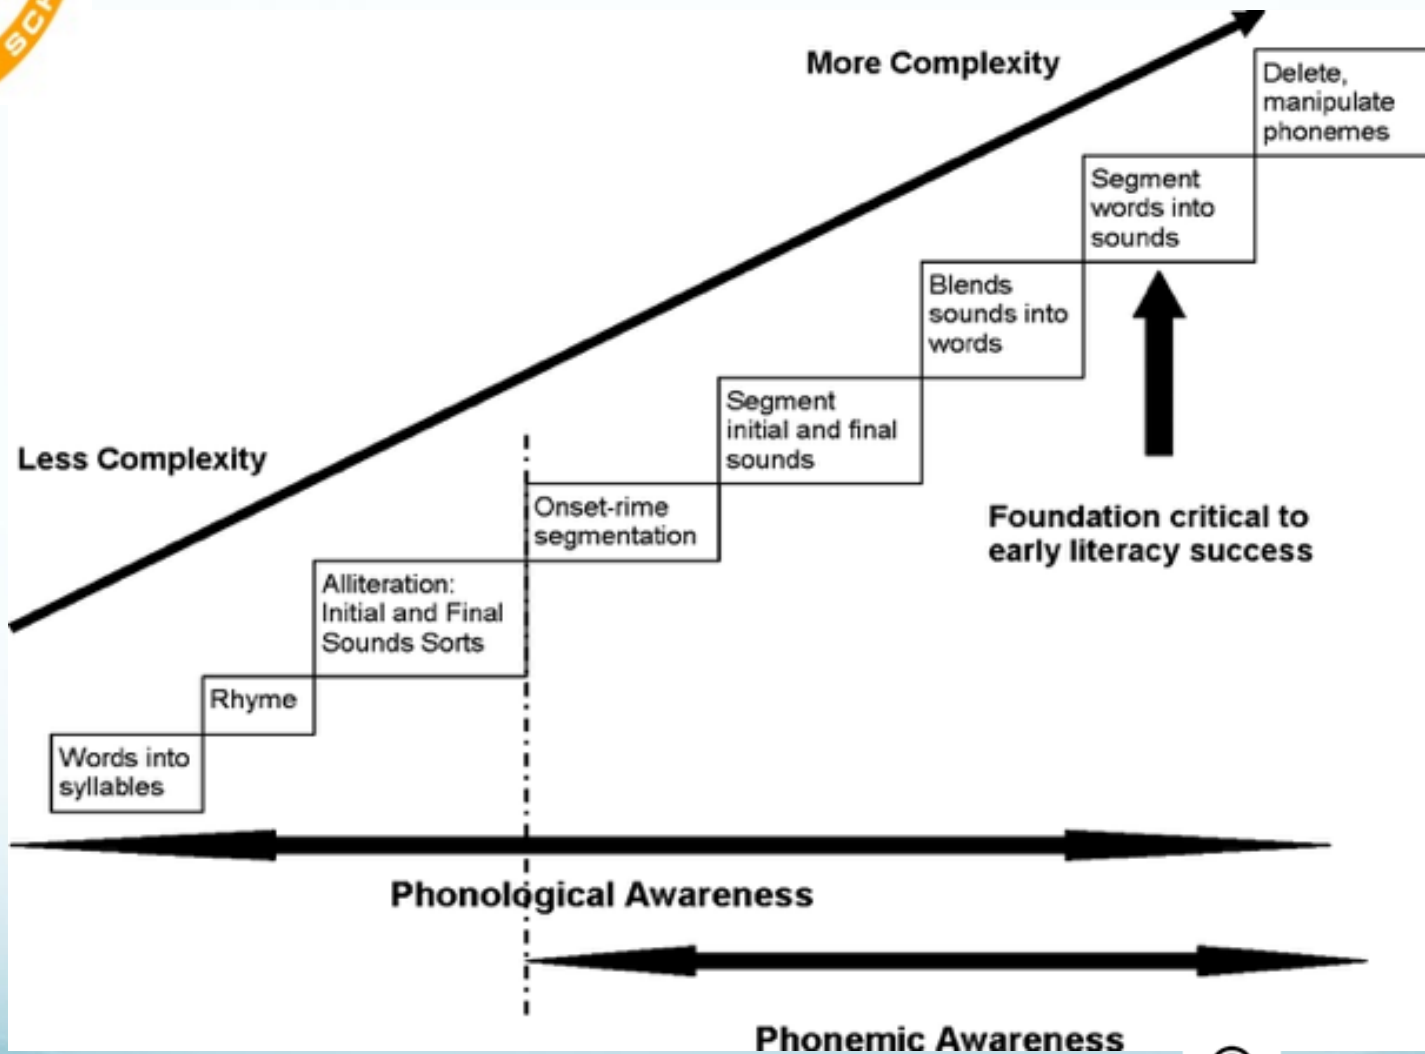 More Complexity
Delete,
manipulate
phonemes
Segment
words into
sounds
Blends
sounds into
words
Segment
initial and final
sounds
Less Complexity
Onset-rime
segmentation
Foundation critical to
early literacy success
Alliteration:
Initial and Final
Sounds Sorts
Rhyme
Words into
syllables
Phonological Awareness
Phonemic Awareness